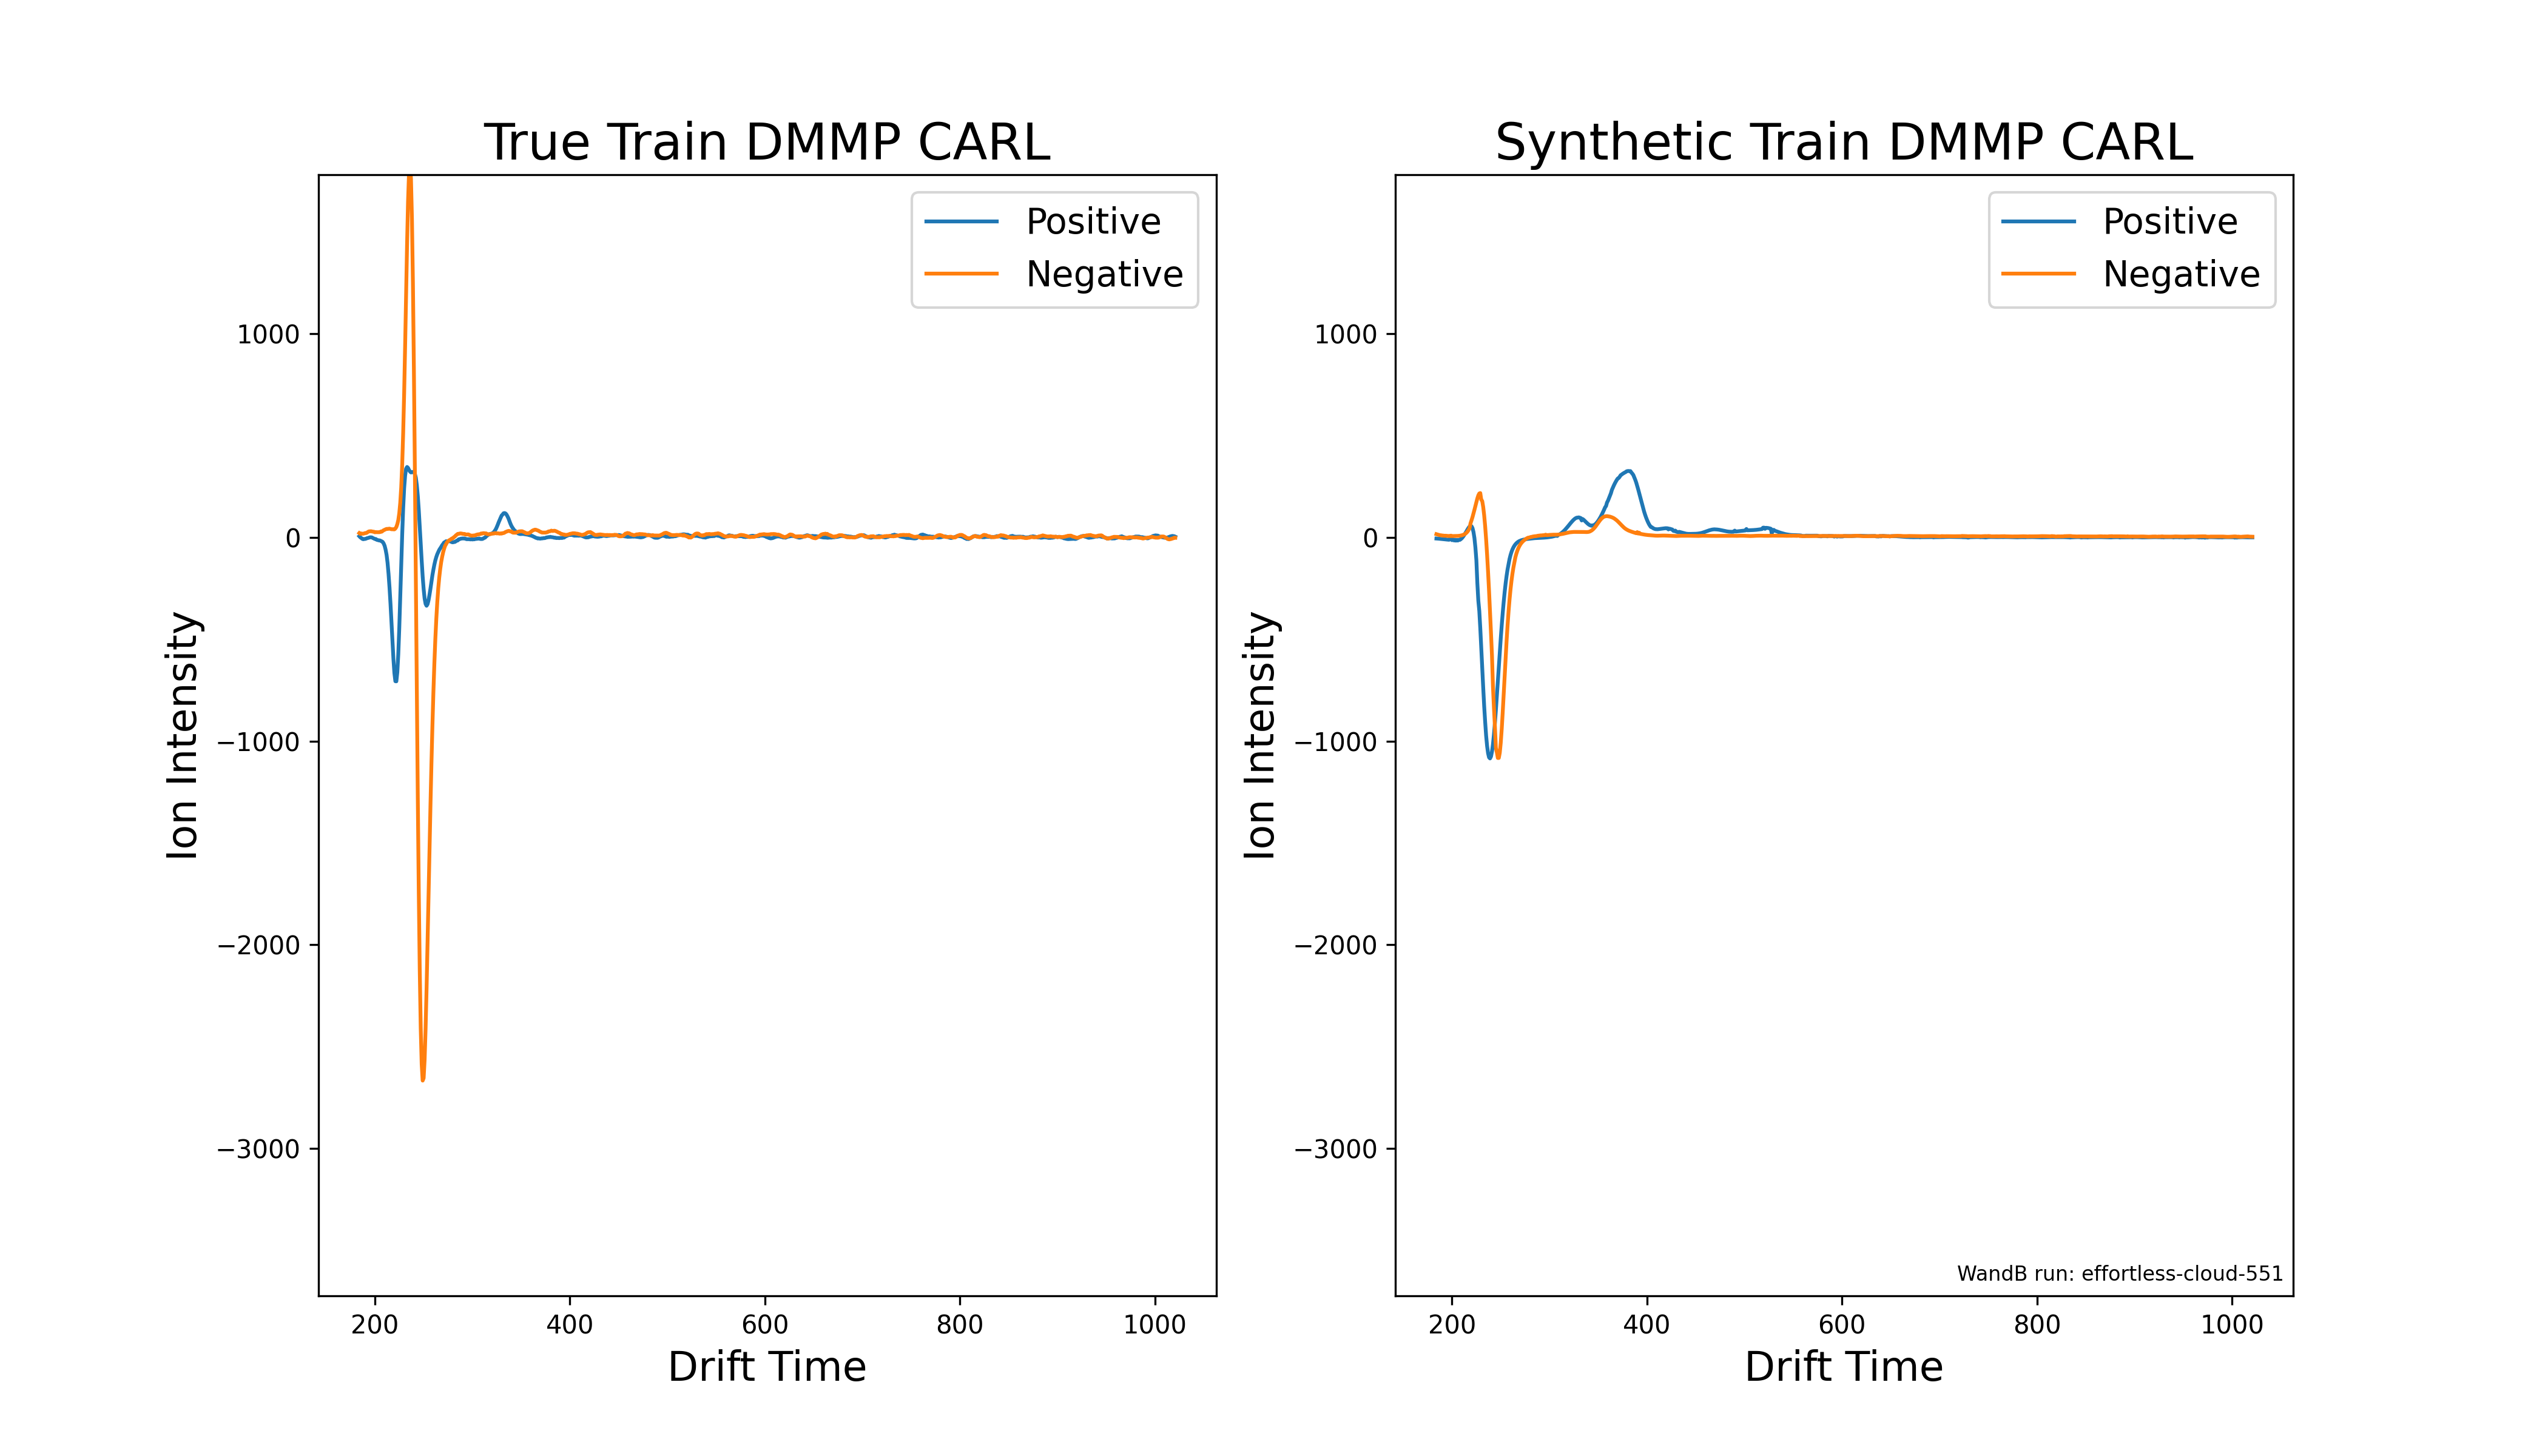 True Train DMMP CARL
Positive
Negative
1000
0
−1000
−2000
−3000
Ion Intensity
200 400 600 800 1000
Drift Time
Synthetic Train DMMP CARL
Positive
Negative
1000
0
−1000
−2000
−3000
Ion Intensity
WandB run: effortless-cloud-551
200 400 600 800 1000
Drift Time